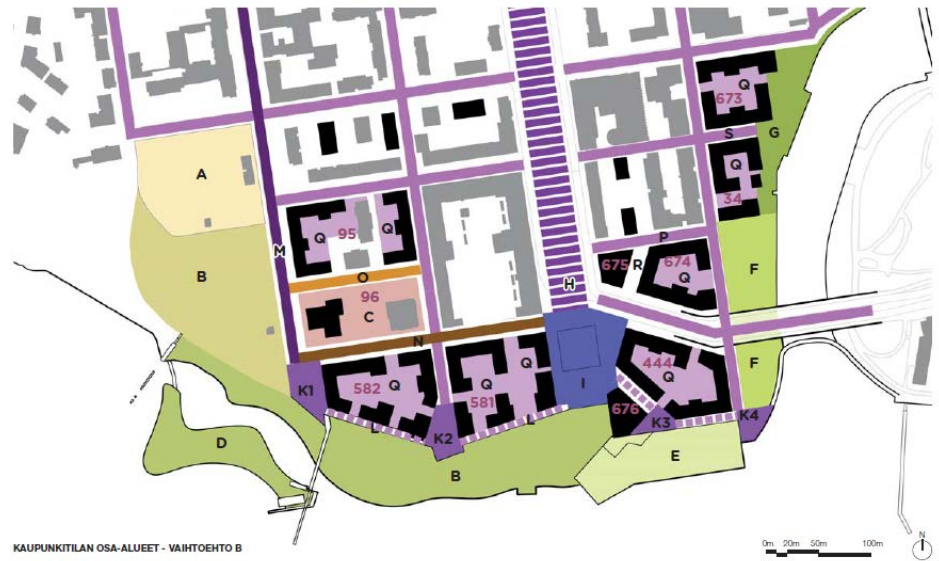 Q
673
S
G
A
Q
34
Q
95
Q
M
P
B
675
R
674
O
Q
F
H
96
C
N
I
444
F
582
Q
Q
Q
Q
K1
581
676
L
L
K2
K3
K4
D
B
E
KAUPUNKITILAN OSA-ALUEET - VAIHTOEHTO B
0m 20m 50m 100m
N